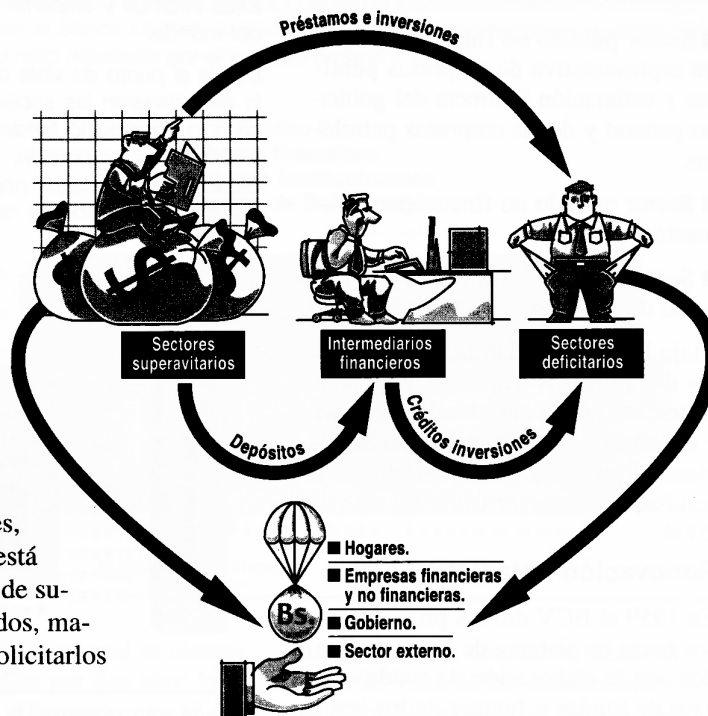 Préstamos e inversiones
$
Sectores
superavitarios
Intermediarios
financieros
Sectores
deficitarios
Depósitos
Créditos inversiones
es,
está
de su-
dos, ma-
olicitarlos
Bs.
■ Hogares.
■ Empresas financieras
y no financieras.
■ Gobierno.
■ Sector externo.